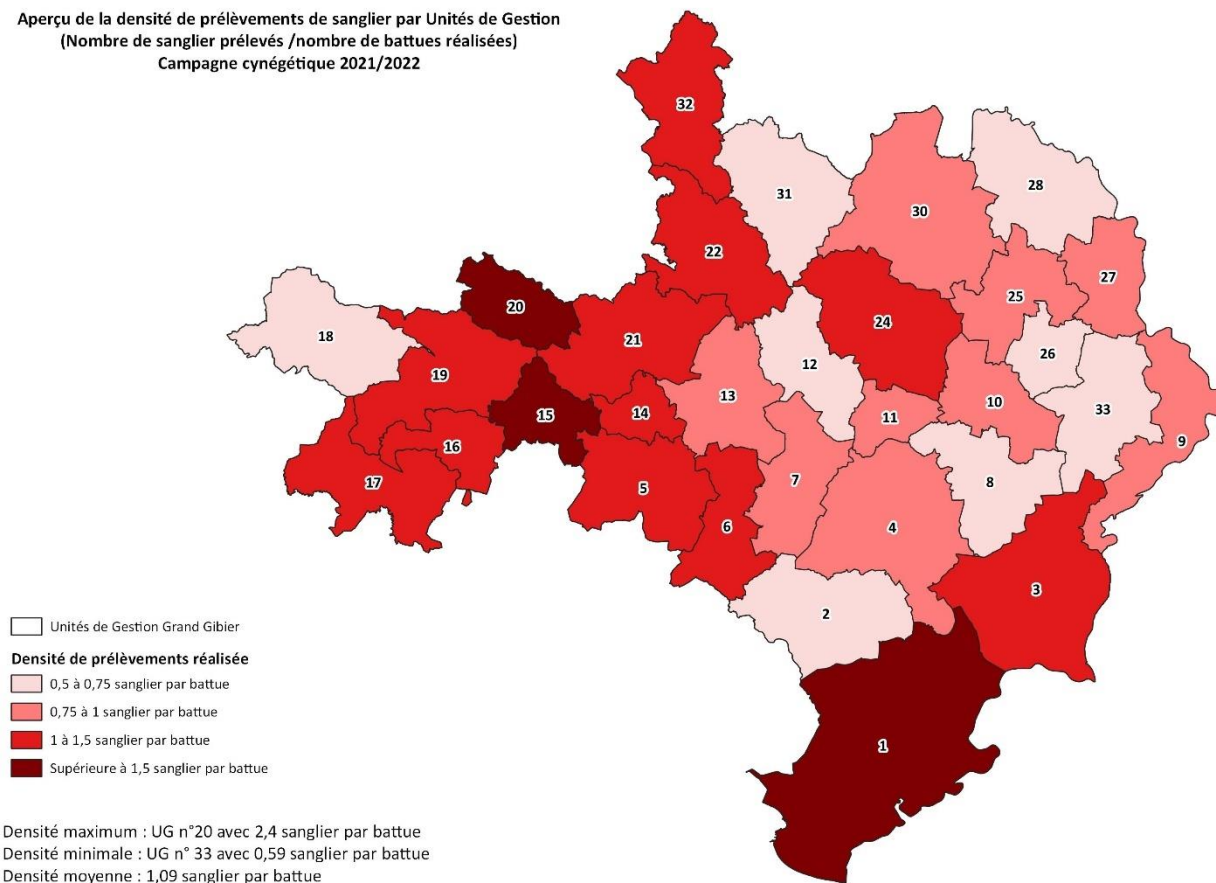 Aperçu de la densité de prélèvements de sanglier par Unités de Gestion
(Nombre de sanglier prélevés /nombre de battues réalisées)
Campagne cynégétique 2021/2022
32
28
31
30
22
27
25
20
24
18
21
26
12
19
13
33
10
14
15
11
9
16
17
5
7
8
6
4
3
2
1
Unités de Gestion Grand Gibier
Densité de prélèvements réalisée
0,5 à 0,75 sanglier par battue
0,75 à 1 sanglier par battue
1 à 1,5 sanglier par battue
Supérieure à 1,5 sanglier par battue
Densité maximum : UG n°20 avec 2,4 sanglier par battue
Densité minimale : UG n° 33 avec 0,59 sanglier par battue
Densité moyenne : 1,09 sanglier par battue